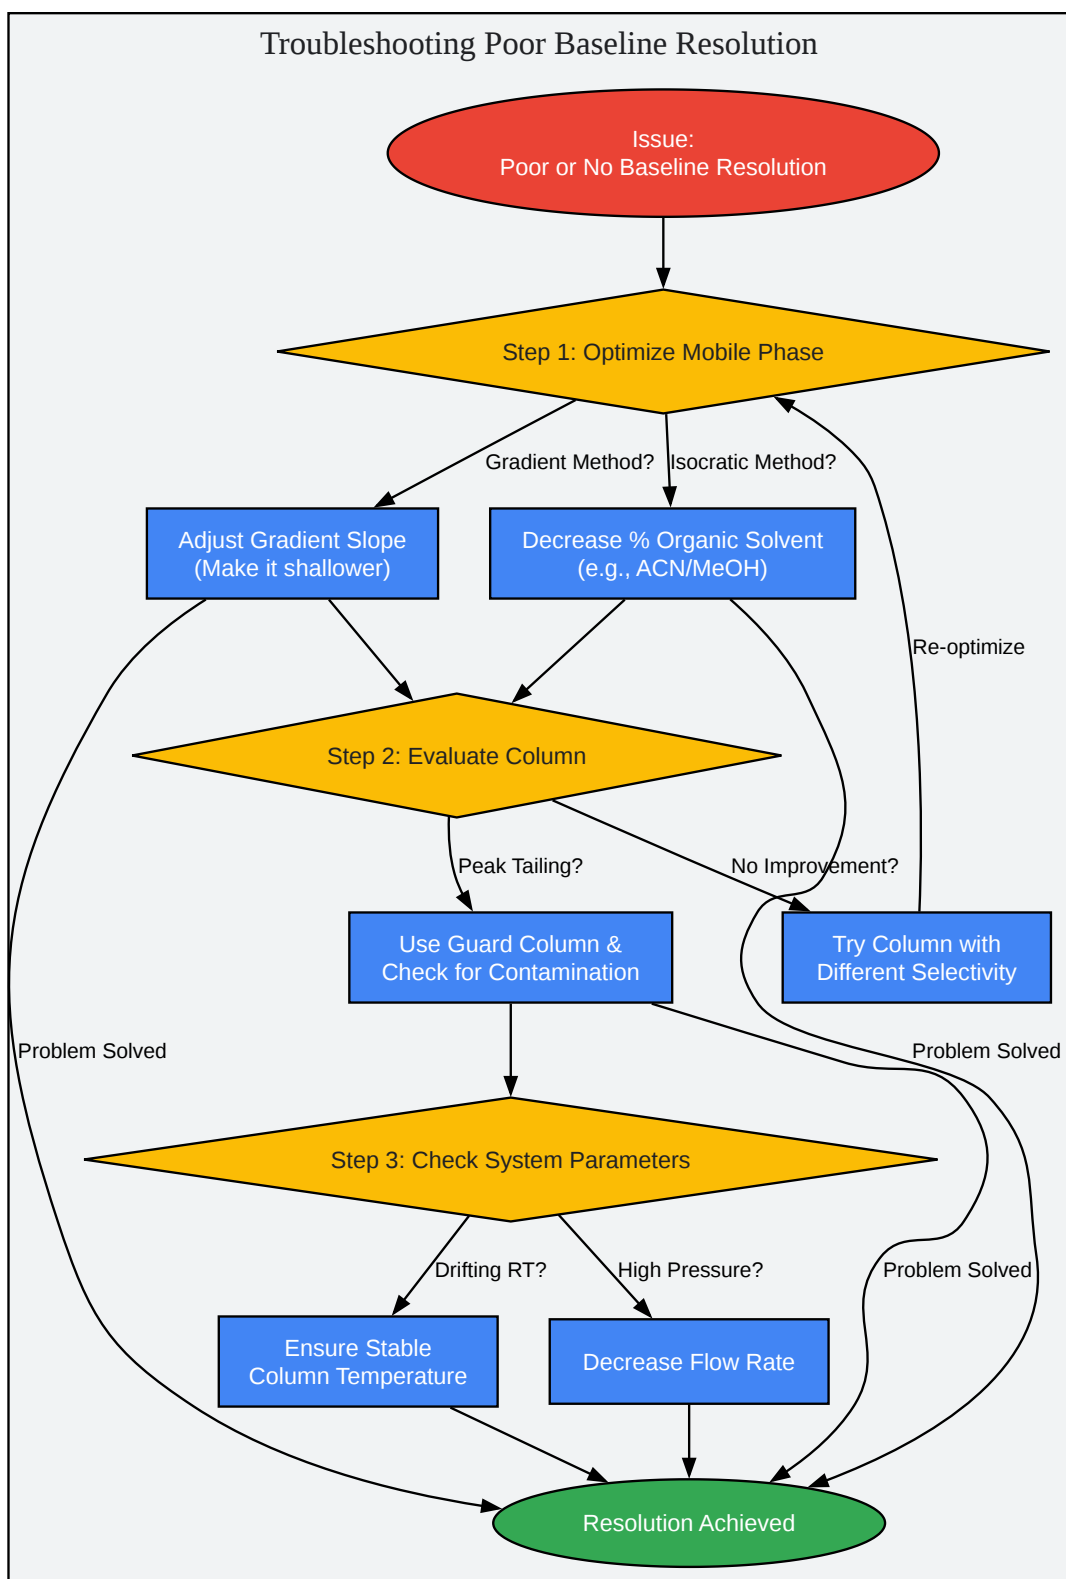 Troubleshooting Poor Baseline Resolution
Issue:
Poor or No Baseline Resolution
Step 1: Optimize Mobile Phase
Gradient Method?
Isocratic Method?
Adjust Gradient Slope
(Make it shallower)
Decrease % Organic Solvent
(e.g., ACN/MeOH)
Re-optimize
Step 2: Evaluate Column
Peak Tailing?
No Improvement?
Use Guard Column &
Check for Contamination
Try Column with
Different Selectivity
Problem Solved
Problem Solved
Step 3: Check System Parameters
Drifting RT?
High Pressure?
Problem Solved
Ensure Stable
Column Temperature
Decrease Flow Rate
Resolution Achieved